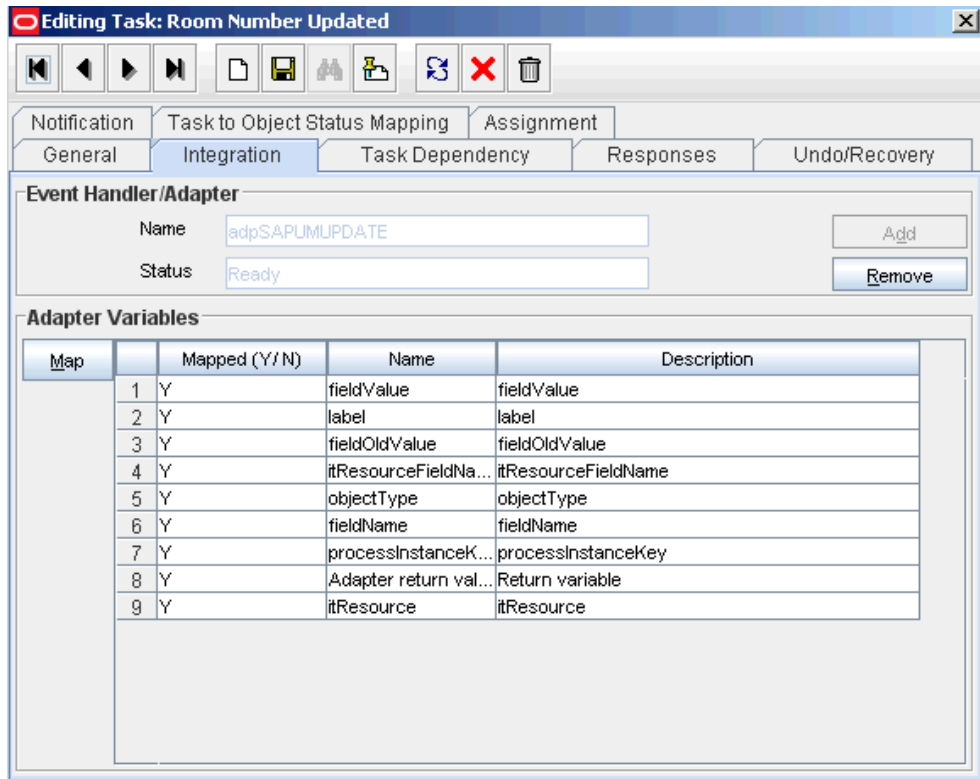 Editing Task: Room Number Updated
Notification Task to Object Status Mapping Assignment
General Integration Task Dependency Responses Undo/Recovery
Event Handler/Adapter
Name adpSAPUMUPDATE Add
Status Ready Remove
Adapter Variables
Map Mapped (Y/N) Name Description
1 Y fieldValue fieldValue
2 Y label label
3 Y fieldOldValue fieldOldValue
4 Y itResourceFieldNa... itResourceFieldName
5 Y objectType objectType
6 Y fieldName fieldName
7 Y processInstanceK... processInstanceKey
8 Y Adapter return val... Return variable
9 Y itResource itResource